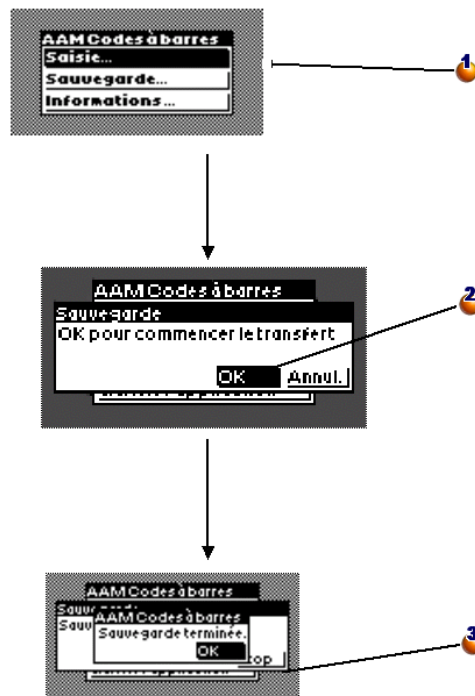 AAM Codes à barres
Saisie...
Sauvegarde...
Informations...
1
AAM Codes à barres
Sauvegarde
OK pour commencer le transfert
OK Annul.
2
AAM Codes à barres
AAM Codes à barres
Sauvegarde terminée.
OK
3